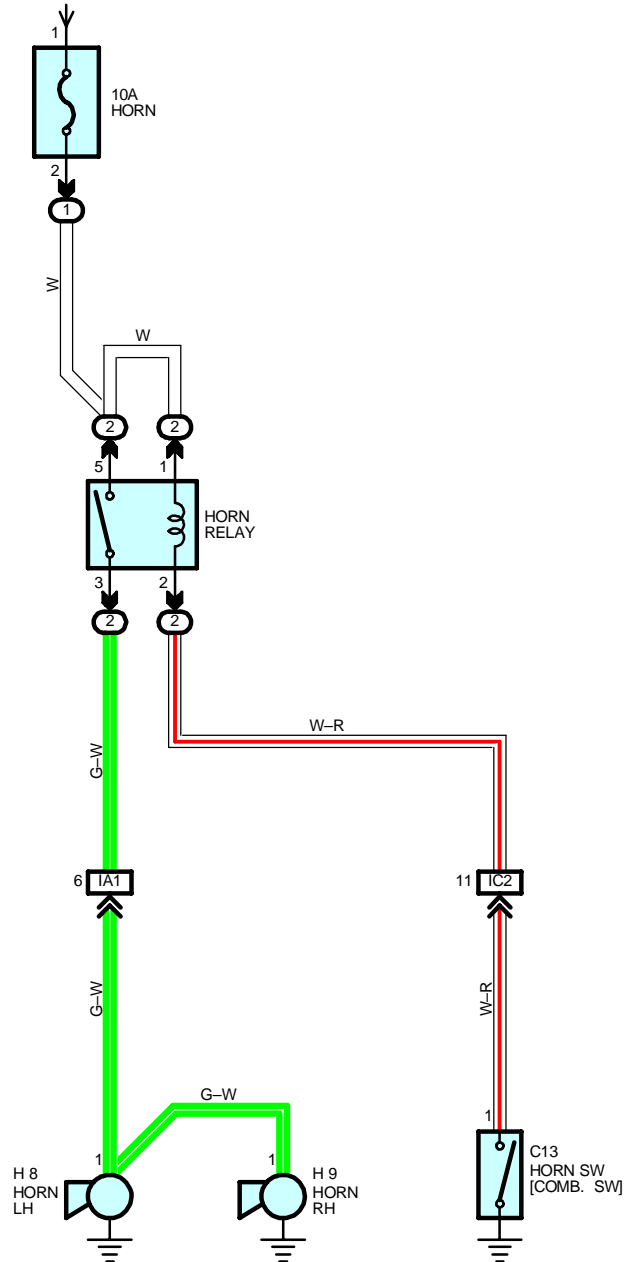 1
10A
HORN
2
1
W
W
2
2
5
1
HORN
RELAY
3
2
2
2
W–R
G–W
6
IA1
11
IC2
G–W
W–R
G–W
1
1
1
H 8
HORN
LH
H 9
HORN
RH
C13
HORN SW
[COMB. SW]